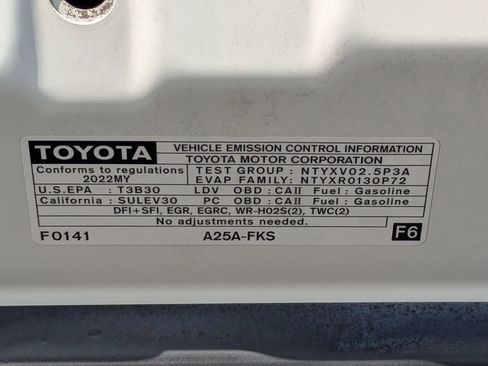 TOYOTA VEHICLE EMISSION CONTROL INFORMATION
TOYOTA MOTOR CORPORATION
Conforms to regulations TEST GROUP : NTYXV02.5P3A
2022MY EVAP FAMILY: NTYXR0130P72
U.S.EPA : T3B30 LDV OBD : CAII Fuel : Gasoline
California : SULEV30 PC OBD : CAII Fuel : Gasoline
DFI+SFI, EGR, EGRC, WR-HO2S(2), TWC(2)
No adjustments needed.
F0141 A25A-FKS F6